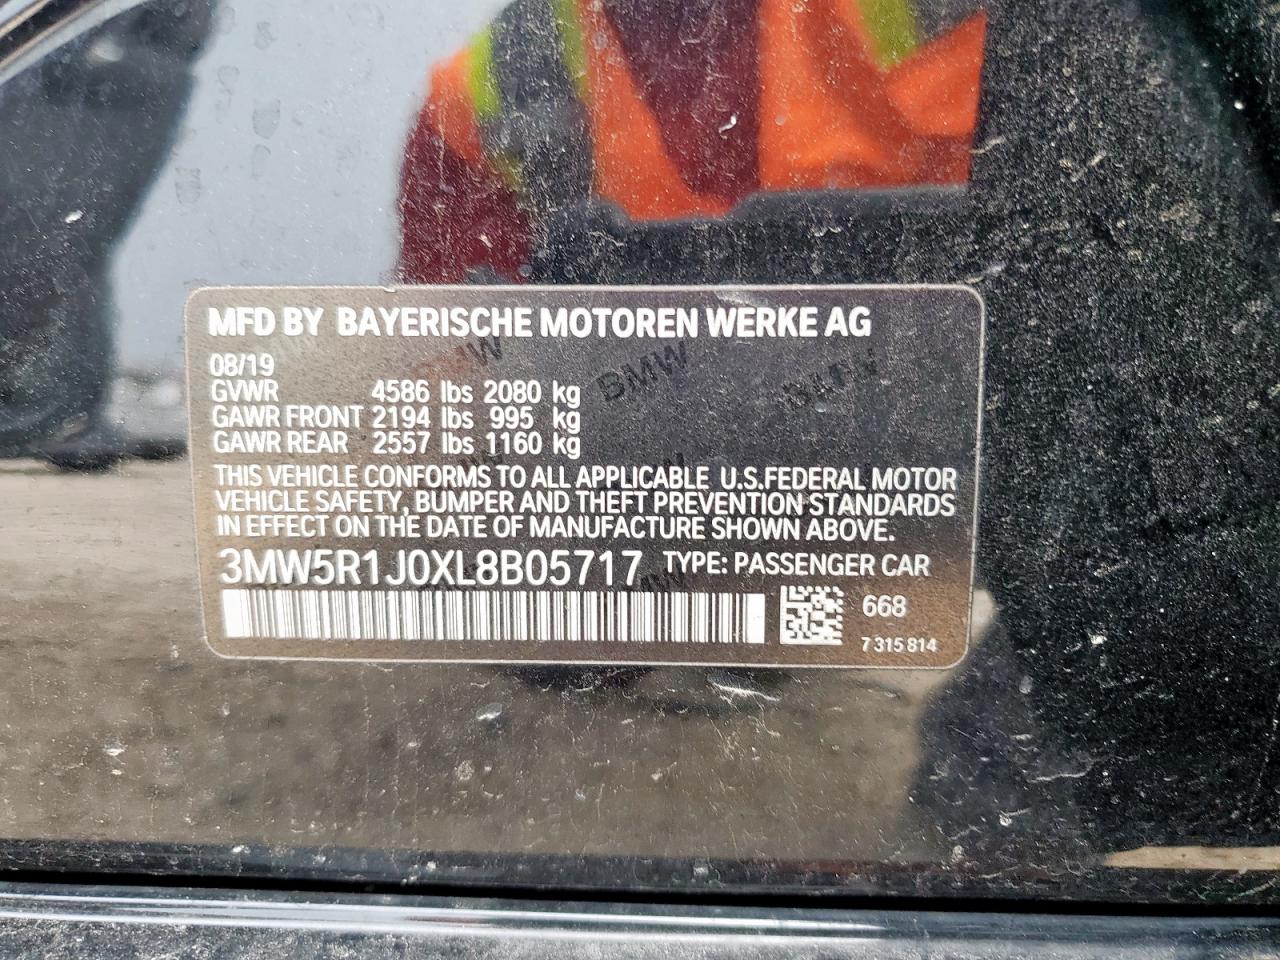 MFD BY BAYERISCHE MOTOREN WERKE AG
08/19
GVWR 4586 lbs 2080 kg
GAWR FRONT 2194 lbs 995 kg
GAWR REAR 2557 lbs 1160 kg
THIS VEHICLE CONFORMS TO ALL APPLICABLE U.S.FEDERAL MOTOR
VEHICLE SAFETY, BUMPER AND THEFT PREVENTION STANDARDS
IN EFFECT ON THE DATE OF MANUFACTURE SHOWN ABOVE.
3MW5R1J0XL8B05717 TYPE: PASSENGER CAR
668
7 315 814
BMW
BMW